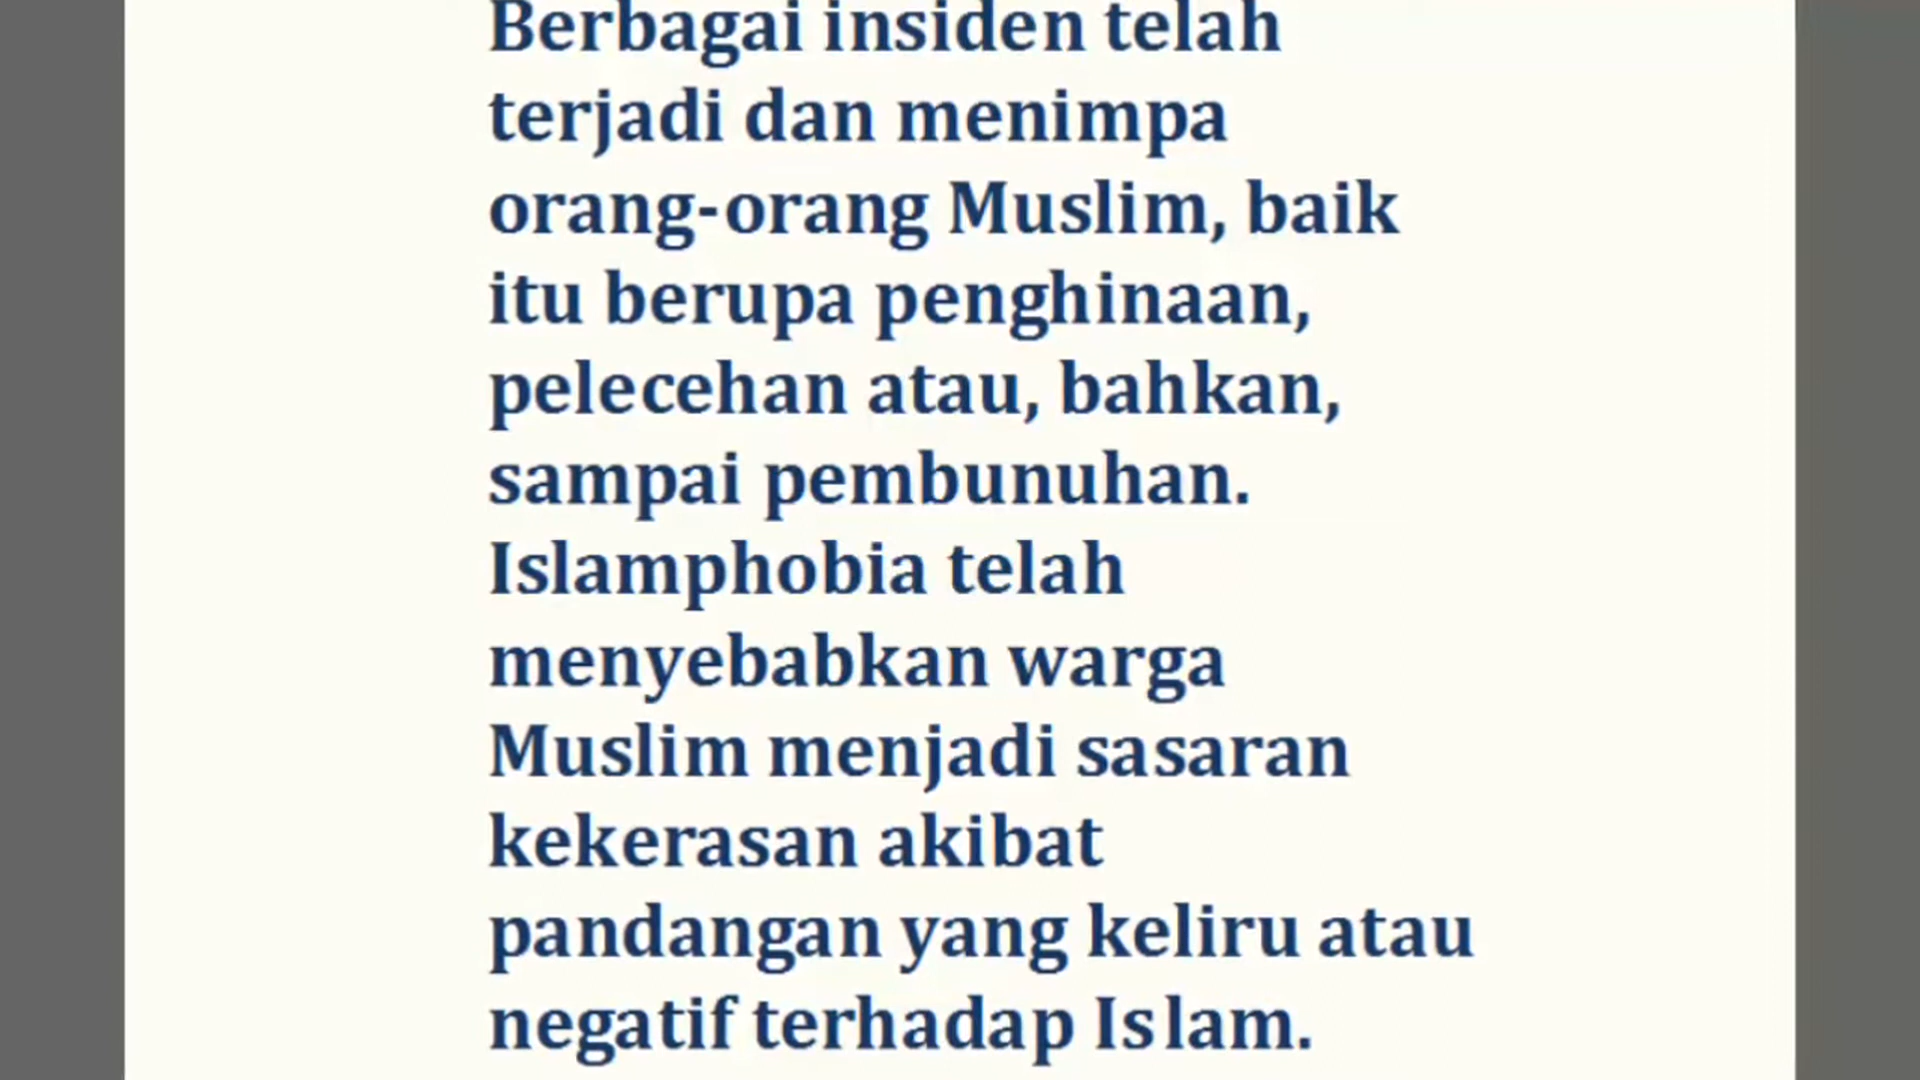 Berbagai insiden telah
terjadi dan menimpa
orang-orang Muslim, baik
itu berupa penghinaan,
pelecehan atau, bahkan,
sampai pembunuhan.
Islamphobia telah
menyebabkan warga
Muslim menjadi sasaran
kekerasan akibat
pandangan yang keliru atau
negatif terhadap Islam.